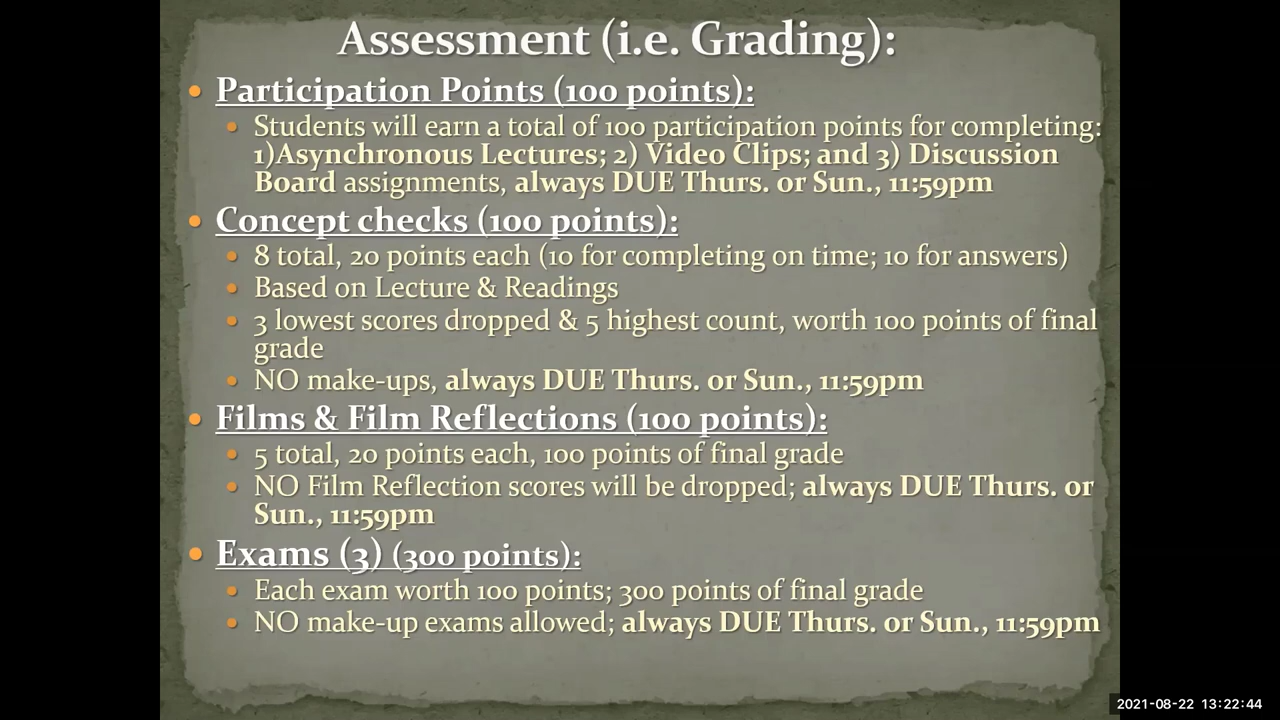 Assessment (i.e. Grading):
Participation Points (100 points):
Students will earn a total of 100 participation points for completing:
1)Asynchronous Lectures; 2) Video Clips; and 3) Discussion
Board assignments, always DUE Thurs. or Sun., 11:59pm
Concept checks (100 points):
8 total, 20 points each (10 for completing on time; 10 for answers)
Based on Lecture & Readings
3 lowest scores dropped & 5 highest count, worth 100 points of final
grade
NO make-ups, always DUE Thurs. or Sun., 11:59pm
Films & Film Reflections (100 points):
5 total, 20 points each, 100 points of final grade
NO Film Reflection scores will be dropped; always DUE Thurs. or
Sun., 11:59pm
Exams (3) (300 points):
Each exam worth 100 points; 300 points of final grade
NO make-up exams allowed; always DUE Thurs. or Sun., 11:59pm
2021-08-22 13:22:44